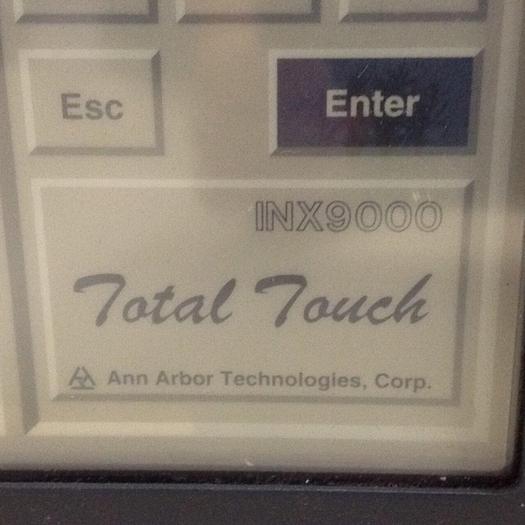 Esc
Enter
INX9000
Total Touch
Ann Arbor Technologies, Corp.